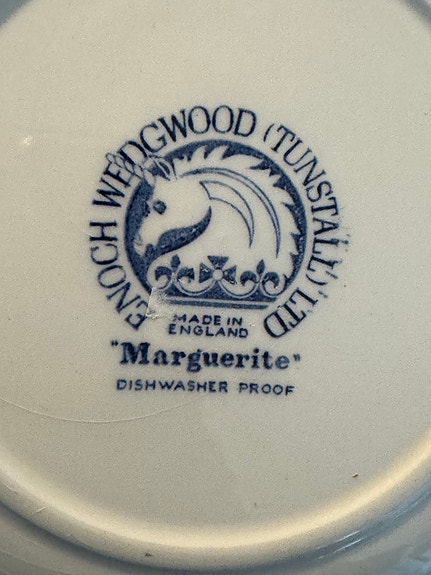 ENOCH WEDGWOOD (TUNSTALL) LTD
MADE IN
ENGLAND
"Marguerite"
DISHWASHER PROOF